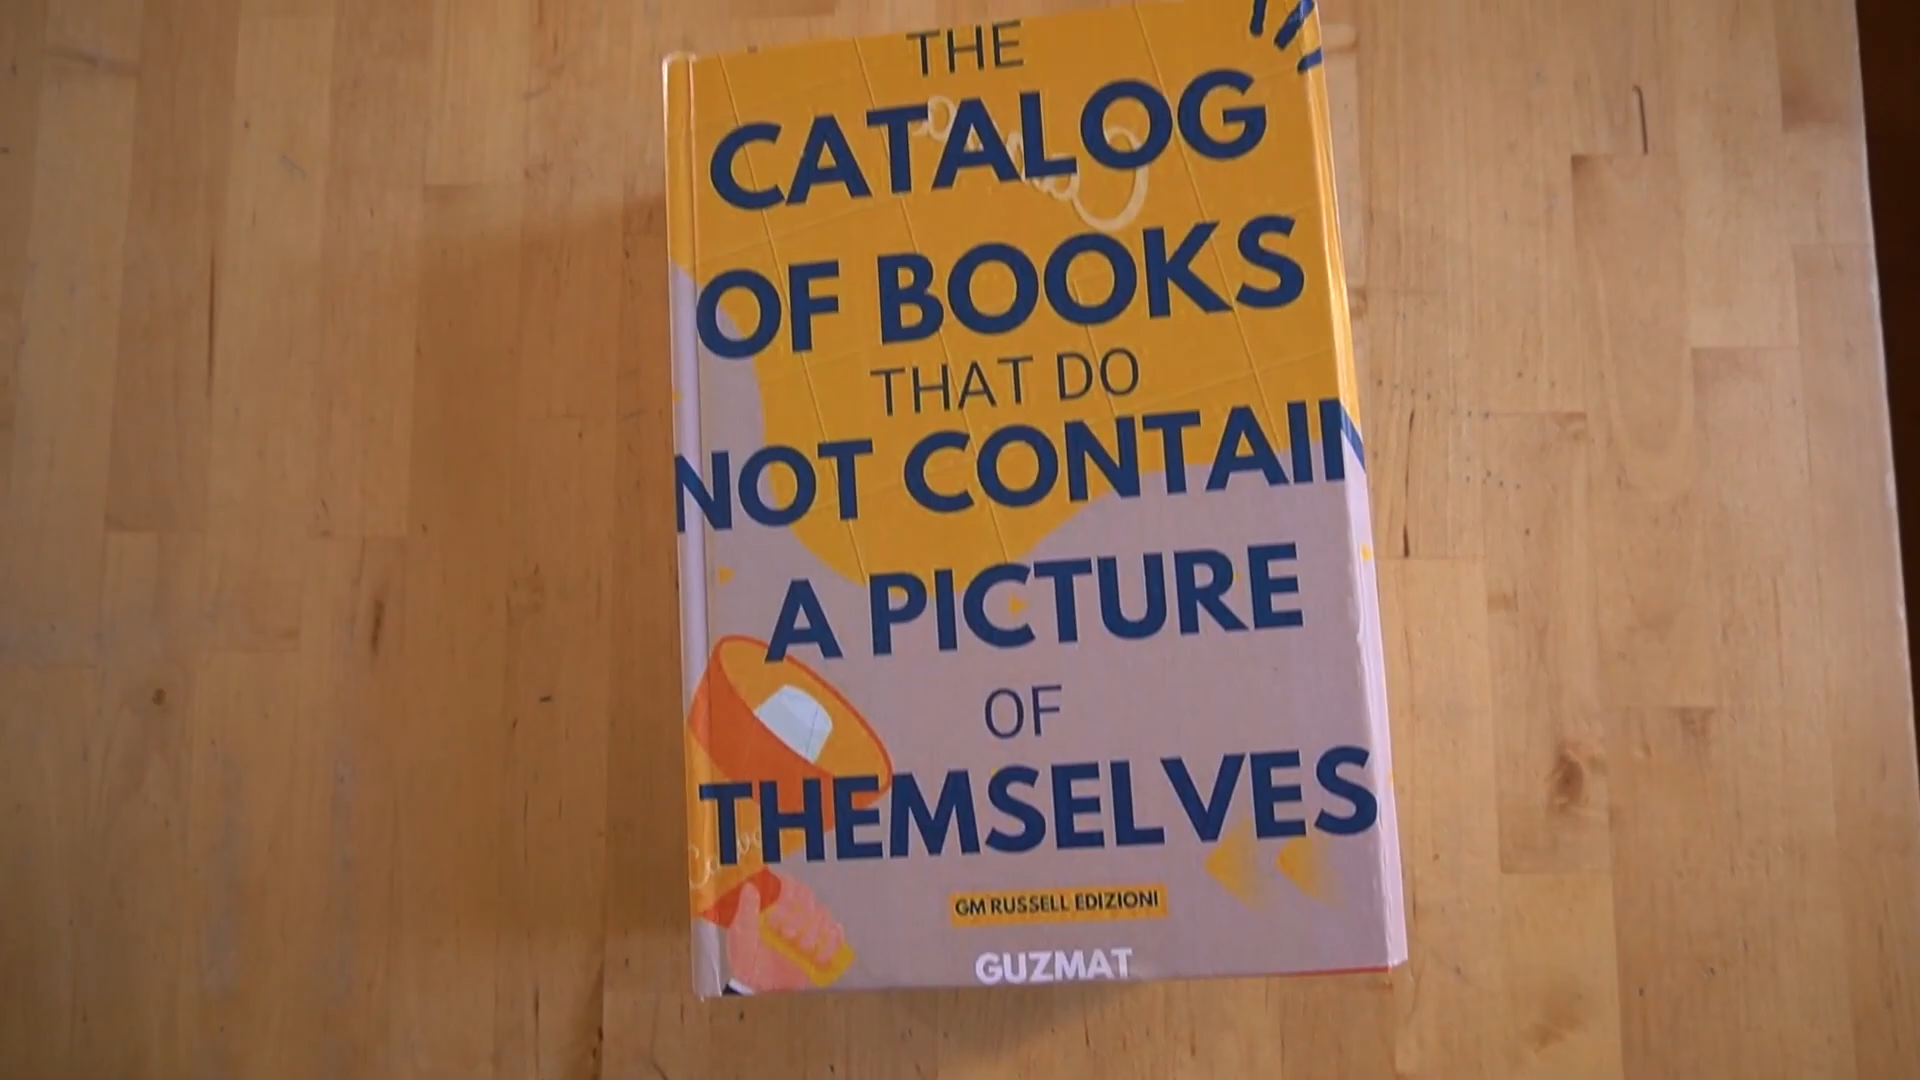 THE
CATALOG
OF BOOKS
THAT DO
NOT CONTAIN
A PICTURE
OF
THEMSELVES
GM RUSSELL EDIZIONI
GUZMAT